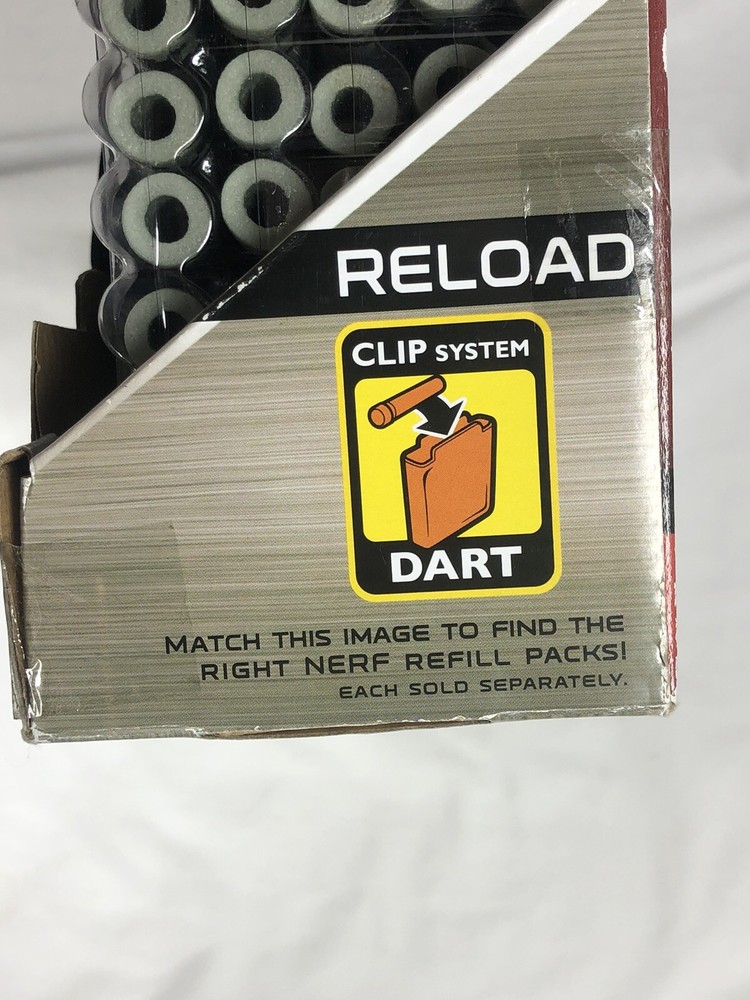 RELOAD
CLIP SYSTEM
DART
MATCH THIS IMAGE TO FIND THE
RIGHT NERF REFILL PACKS!
EACH SOLD SEPARATELY.